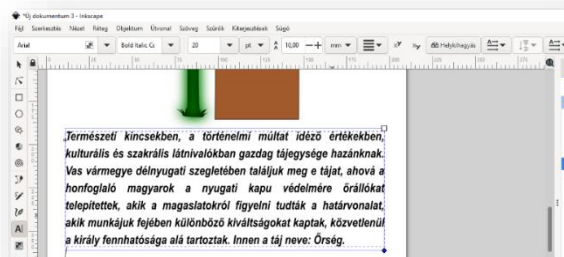 *Új dokumentum 3 - Inkscape
Fájl Szerkesztés Nézet Réteg Objektum Útvonal Szöveg Szűrők Kiterjesztések Súgó
Arial Bold Italic Co 20 pt 10,00 mm Helykihagyás
Természeti kincsekben, a történelmi múltat idéző értékekben,
kulturális és szakrális látnivalókban gazdag tájegysége hazánknak.
Vas vármegye délnyugati szegletében találjuk meg e tájat, ahová a
honfoglaló magyarok a nyugati kapu védelmére őrállókat
telepítettek, akik a magaslatokról figyelni tudták a határvonalat,
akik munkájuk fejében különböző kiváltságokat kaptak, közvetlenül
a király fennhatósága alá tartoztak. Innen a táj neve: Őrség.